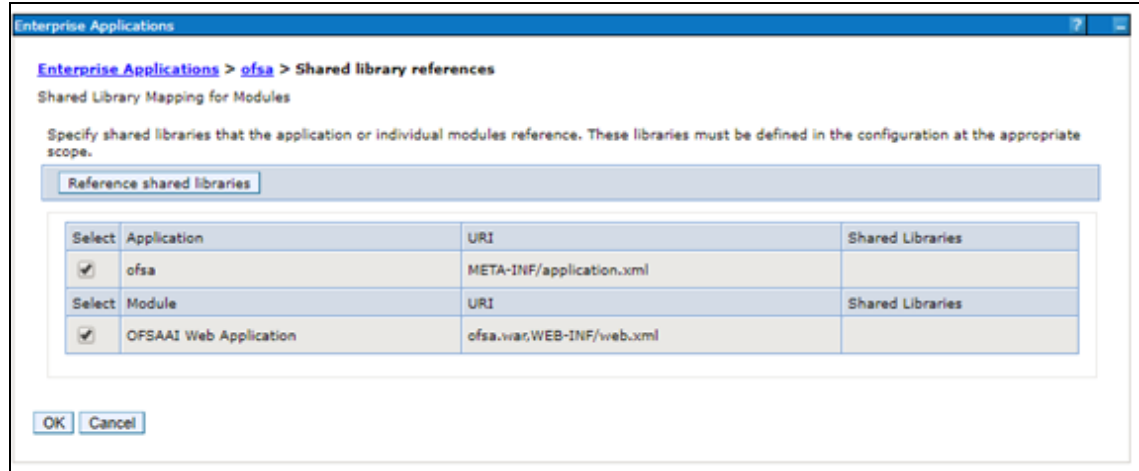 Enterprise Applications ? –
Enterprise Applications > ofsa > Shared library references
Shared Library Mapping for Modules
Specify shared libraries that the application or individual modules reference. These libraries must be defined in the configuration at the appropriate
scope.
Reference shared libraries
Select Application URI Shared Libraries
ofsa META-INF/application.xml
Select Module URI Shared Libraries
OFSAAI Web Application ofsa.war,WEB-INF/web.xml
OK Cancel